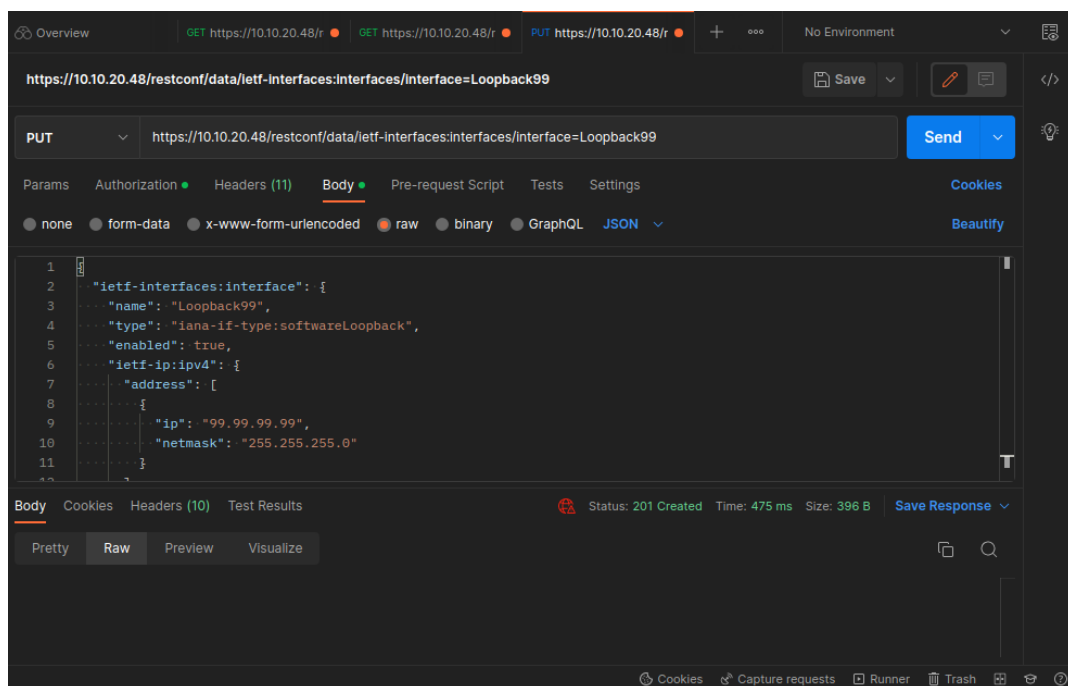 Overview GET https://10.10.20.48/r GET https://10.10.20.48/r PUT https://10.10.20.48/r No Environment
https://10.10.20.48/restconf/data/ietf-interfaces:interfaces/interface=Loopback99 Save
PUT https://10.10.20.48/restconf/data/ietf-interfaces:interfaces/interface=Loopback99 Send
Params Authorization Headers (11) Body Pre-request Script Tests Settings Cookies
none form-data x-www-form-urlencoded raw binary GraphQL JSON Beautify
1 {
2 "ietf-interfaces:interface": {
3 "name": "Loopback99",
4 "type": "iana-if-type:softwareLoopback",
5 "enabled": true,
6 "ietf-ip:ipv4": {
7 "address": [
8 {
9 "ip": "99.99.99.99",
10 "netmask": "255.255.255.0"
11 }
Body Cookies Headers (10) Test Results Status: 201 Created Time: 475 ms Size: 396 B Save Response
Pretty Raw Preview Visualize
Cookies Capture requests Runner Trash